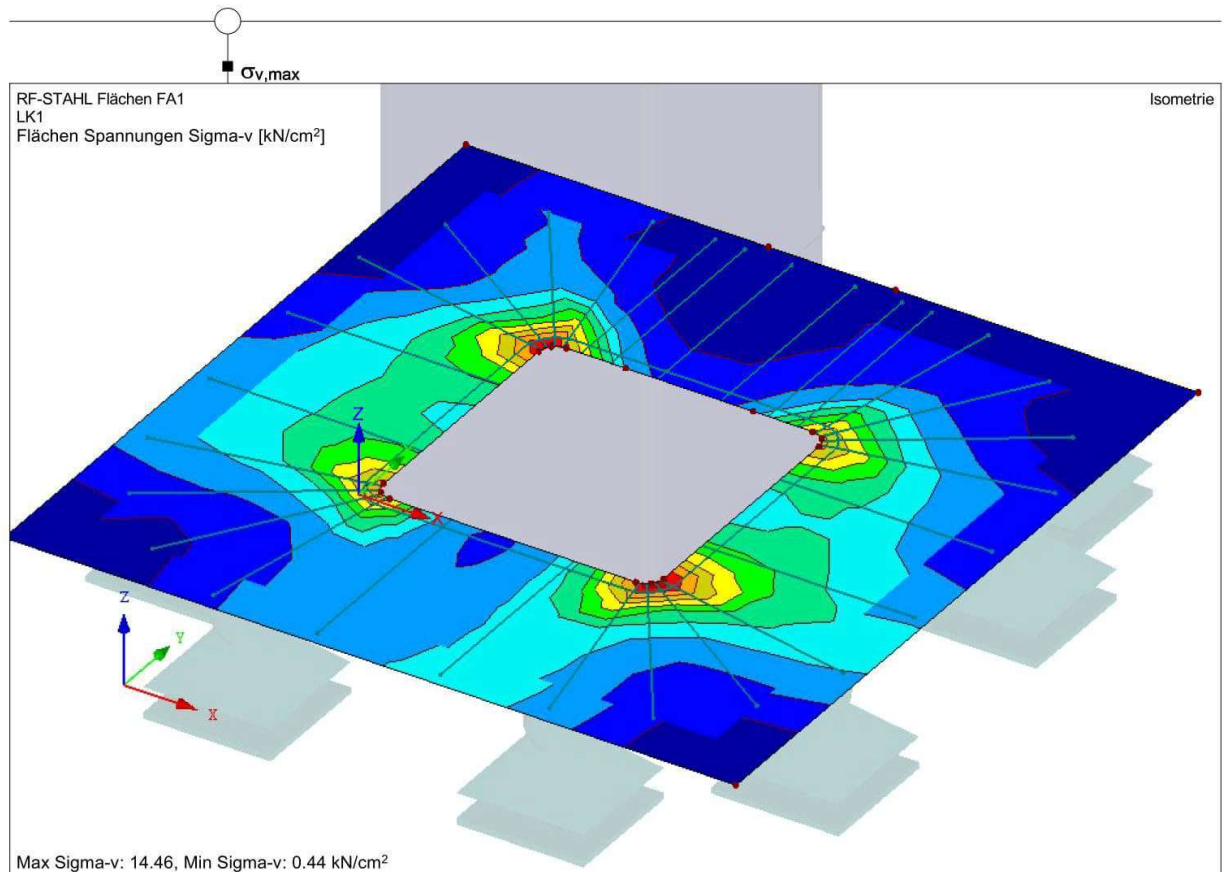 σv,max
RF-STAHL Flächen FA1
Isometrie
LK1
Flächen Spannungen Sigma-v [kN/cm²]
Z
X
Z
Y
X
Max Sigma-v: 14.46, Min Sigma-v: 0.44 kN/cm²